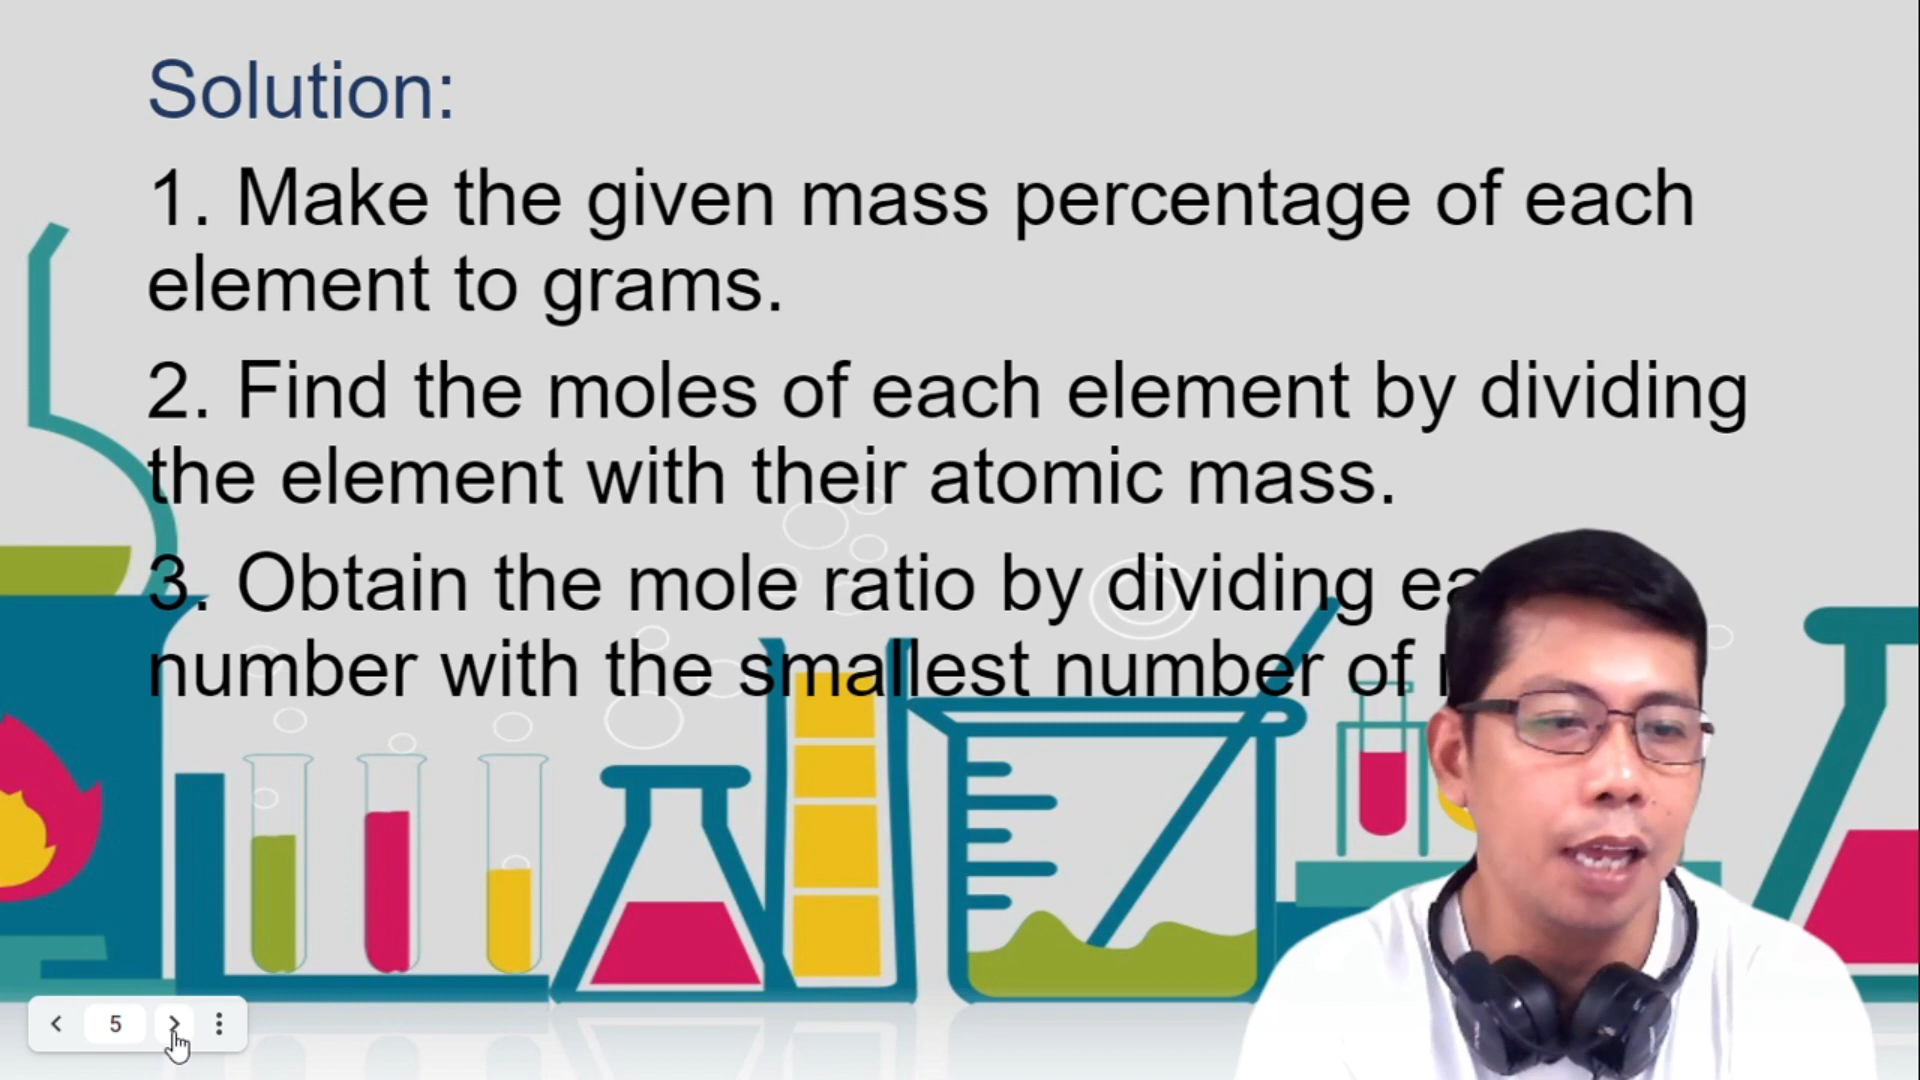 Solution:
1. Make the given mass percentage of each
element to grams.
2. Find the moles of each element by dividing
the element with their atomic mass.
3. Obtain the mole ratio by dividing
number with the smallest number of
5